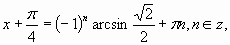 x + π/4 = (−1)ⁿ arcsin √2/2 + πn, n ∈ z,